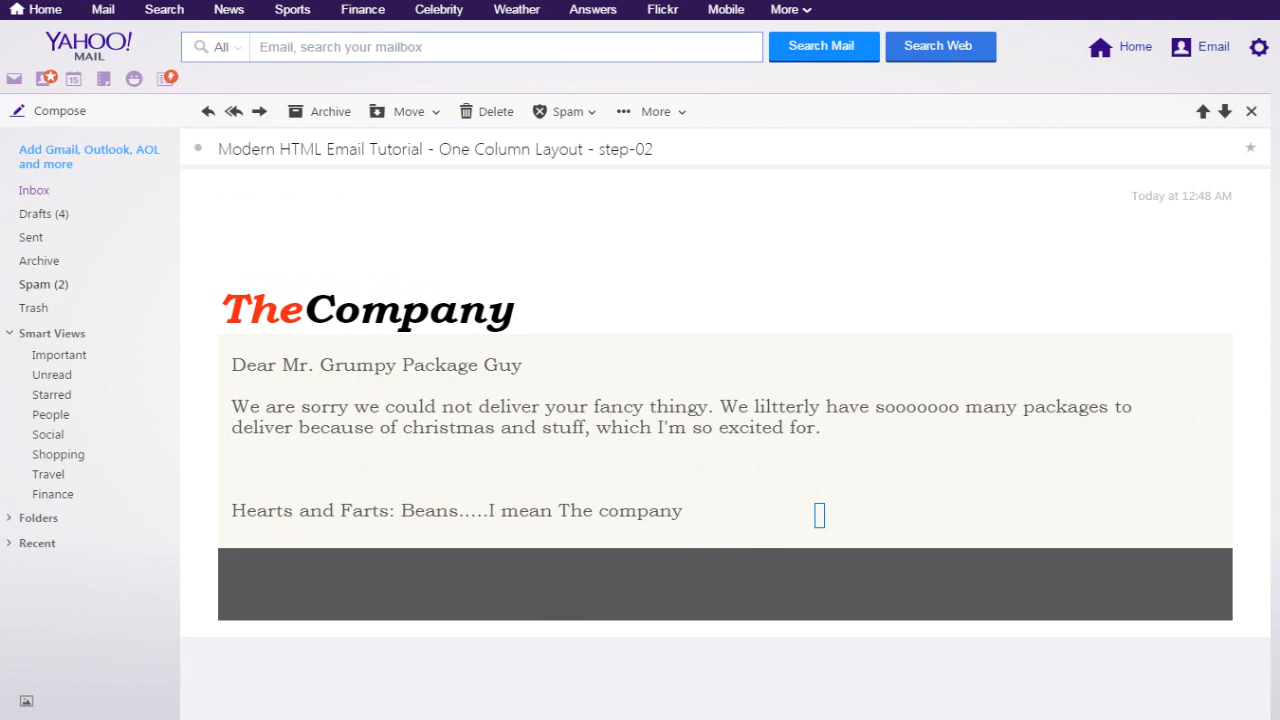 Home Mail Search News Sports Finance Celebrity Weather Answers Flickr Mobile More
YAHOO!
MAIL
All Email, search your mailbox Search Mail Search Web Home Email
15
Compose Archive Move Delete Spam More
Add Gmail, Outlook, AOL
and more
Inbox
Drafts (4)
Sent
Archive
Spam (2)
Trash
Smart Views
Important
Unread
Starred
People
Social
Shopping
Travel
Finance
Folders
Recent
Modern HTML Email Tutorial - One Column Layout - step-02
Today at 12:48 AM
TheCompany
Dear Mr. Grumpy Package Guy
We are sorry we could not deliver your fancy thingy. We liltterly have sooooooo many packages to
deliver because of christmas and stuff, which I'm so excited for.
Hearts and Farts: Beans.....I mean The company